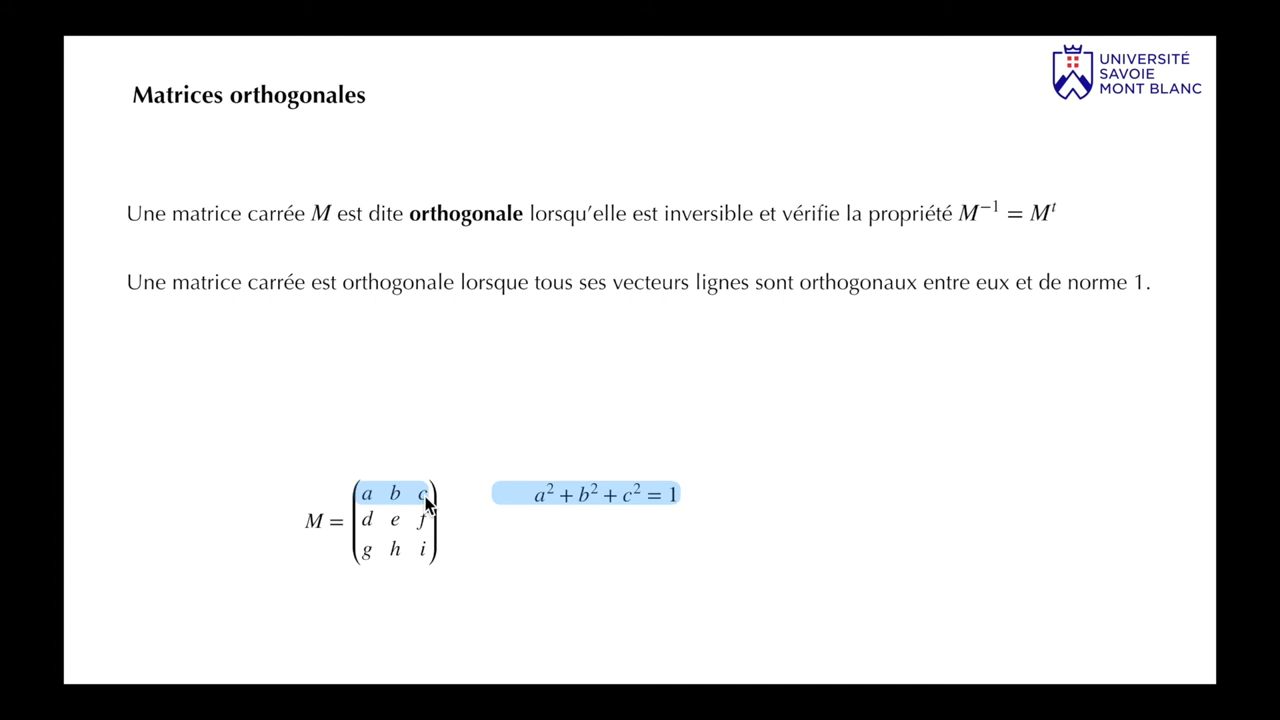 UNIVERSITÉ
SAVOIE
MONT BLANC
Matrices orthogonales
Une matrice carrée M est dite orthogonale lorsqu’elle est inversible et vérifie la propriété M⁻¹ = Mᵗ
Une matrice carrée est orthogonale lorsque tous ses vecteurs lignes sont orthogonaux entre eux et de norme 1.
a b c
a² + b² + c² = 1
M = d e f
g h i